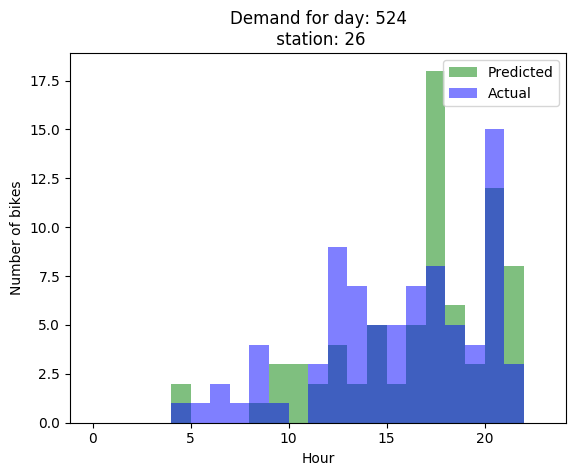 Demand for day: 524
station: 26
Predicted
Actual
17.5
15.0
12.5
10.0
7.5
5.0
2.5
0.0
Number of bikes
0 5 10 15 20
Hour